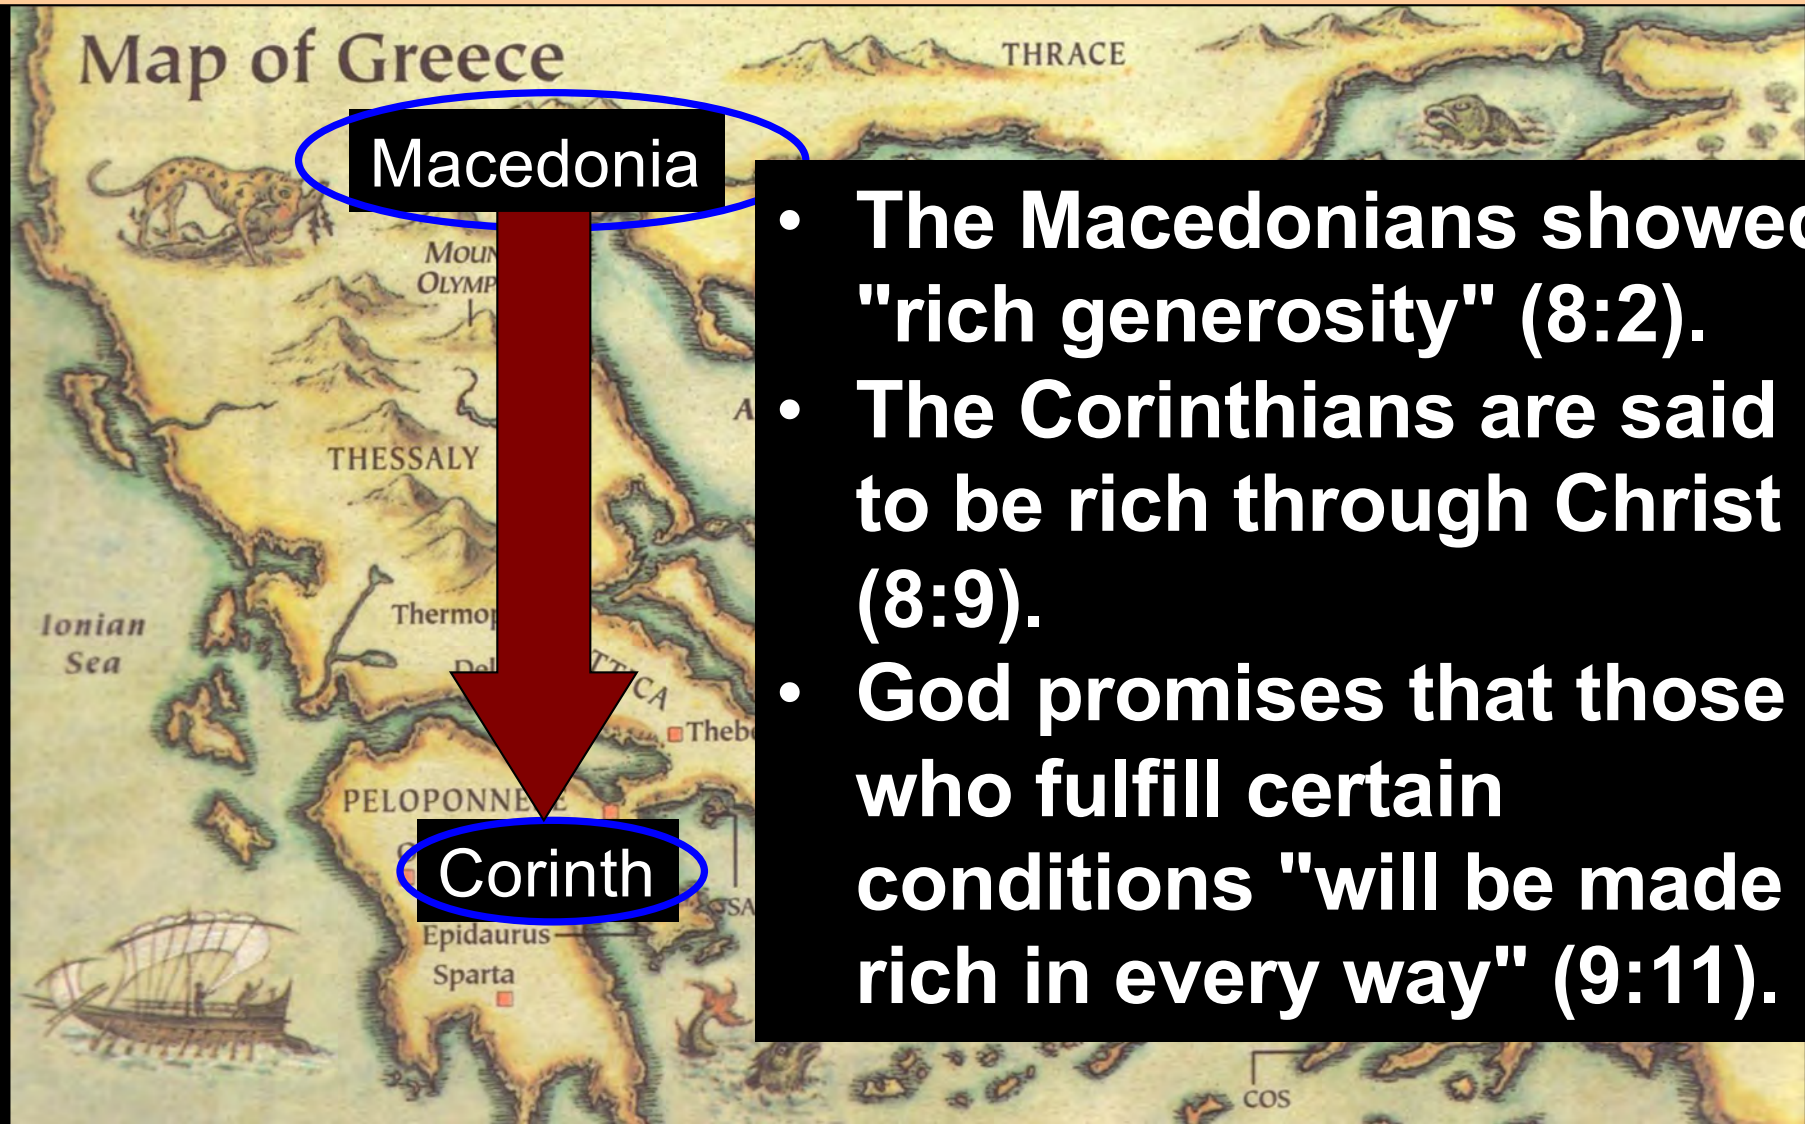 Map of Greece
THRACE
Macedonia
THESSALY
Ionian
Sea
PELOPONNESE
Corinth
Epidaurus
Sparta
COS
• The Macedonians showed
"rich generosity" (8:2).
• The Corinthians are said
to be rich through Christ
(8:9).
• God promises that those
who fulfill certain
conditions "will be made
rich in every way" (9:11).